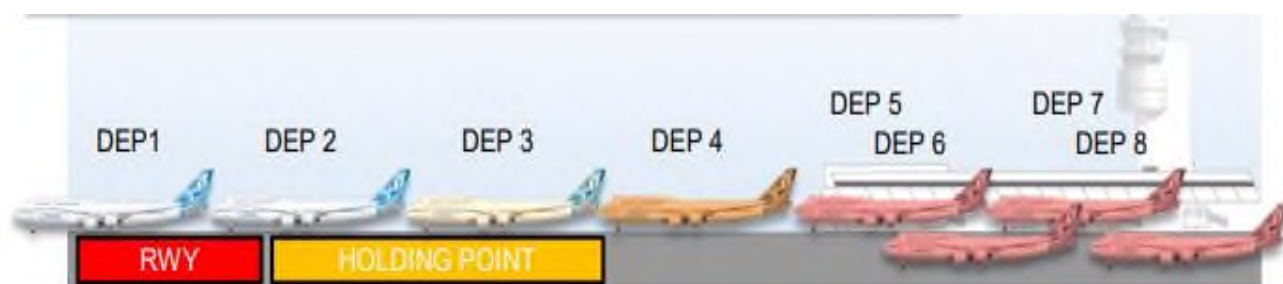 DEP 5 DEP 7
DEP1 DEP 2 DEP 3 DEP 4 DEP 6 DEP 8
RWY HOLDING POINT